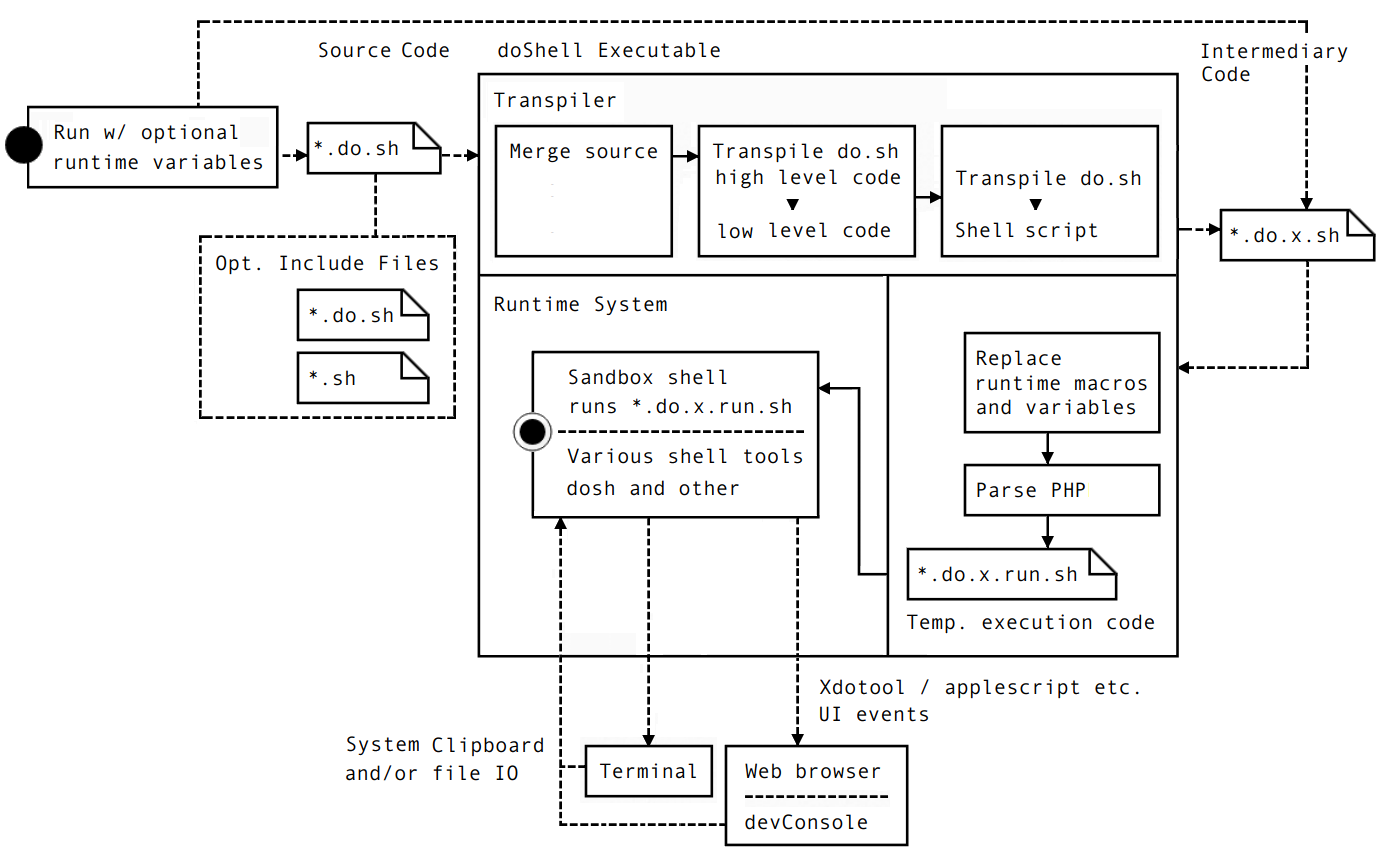 Source Code
doShell Executable
Intermediary
Code
Transpiler
Run w/ optional
runtime variables
*.do.sh
Merge source
Transpile do.sh
high level code
▼
low level code
Transpile do.sh
▼
Shell script
*.do.x.sh
Opt. Include Files
*.do.sh
*.sh
Runtime System
Sandbox shell
runs *.do.x.run.sh
Various shell tools
dosh and other
Replace
runtime macros
and variables
Parse PHP
*.do.x.run.sh
Temp. execution code
Xdotool / applescript etc.
UI events
System Clipboard
and/or file IO
Terminal
Web browser
devConsole